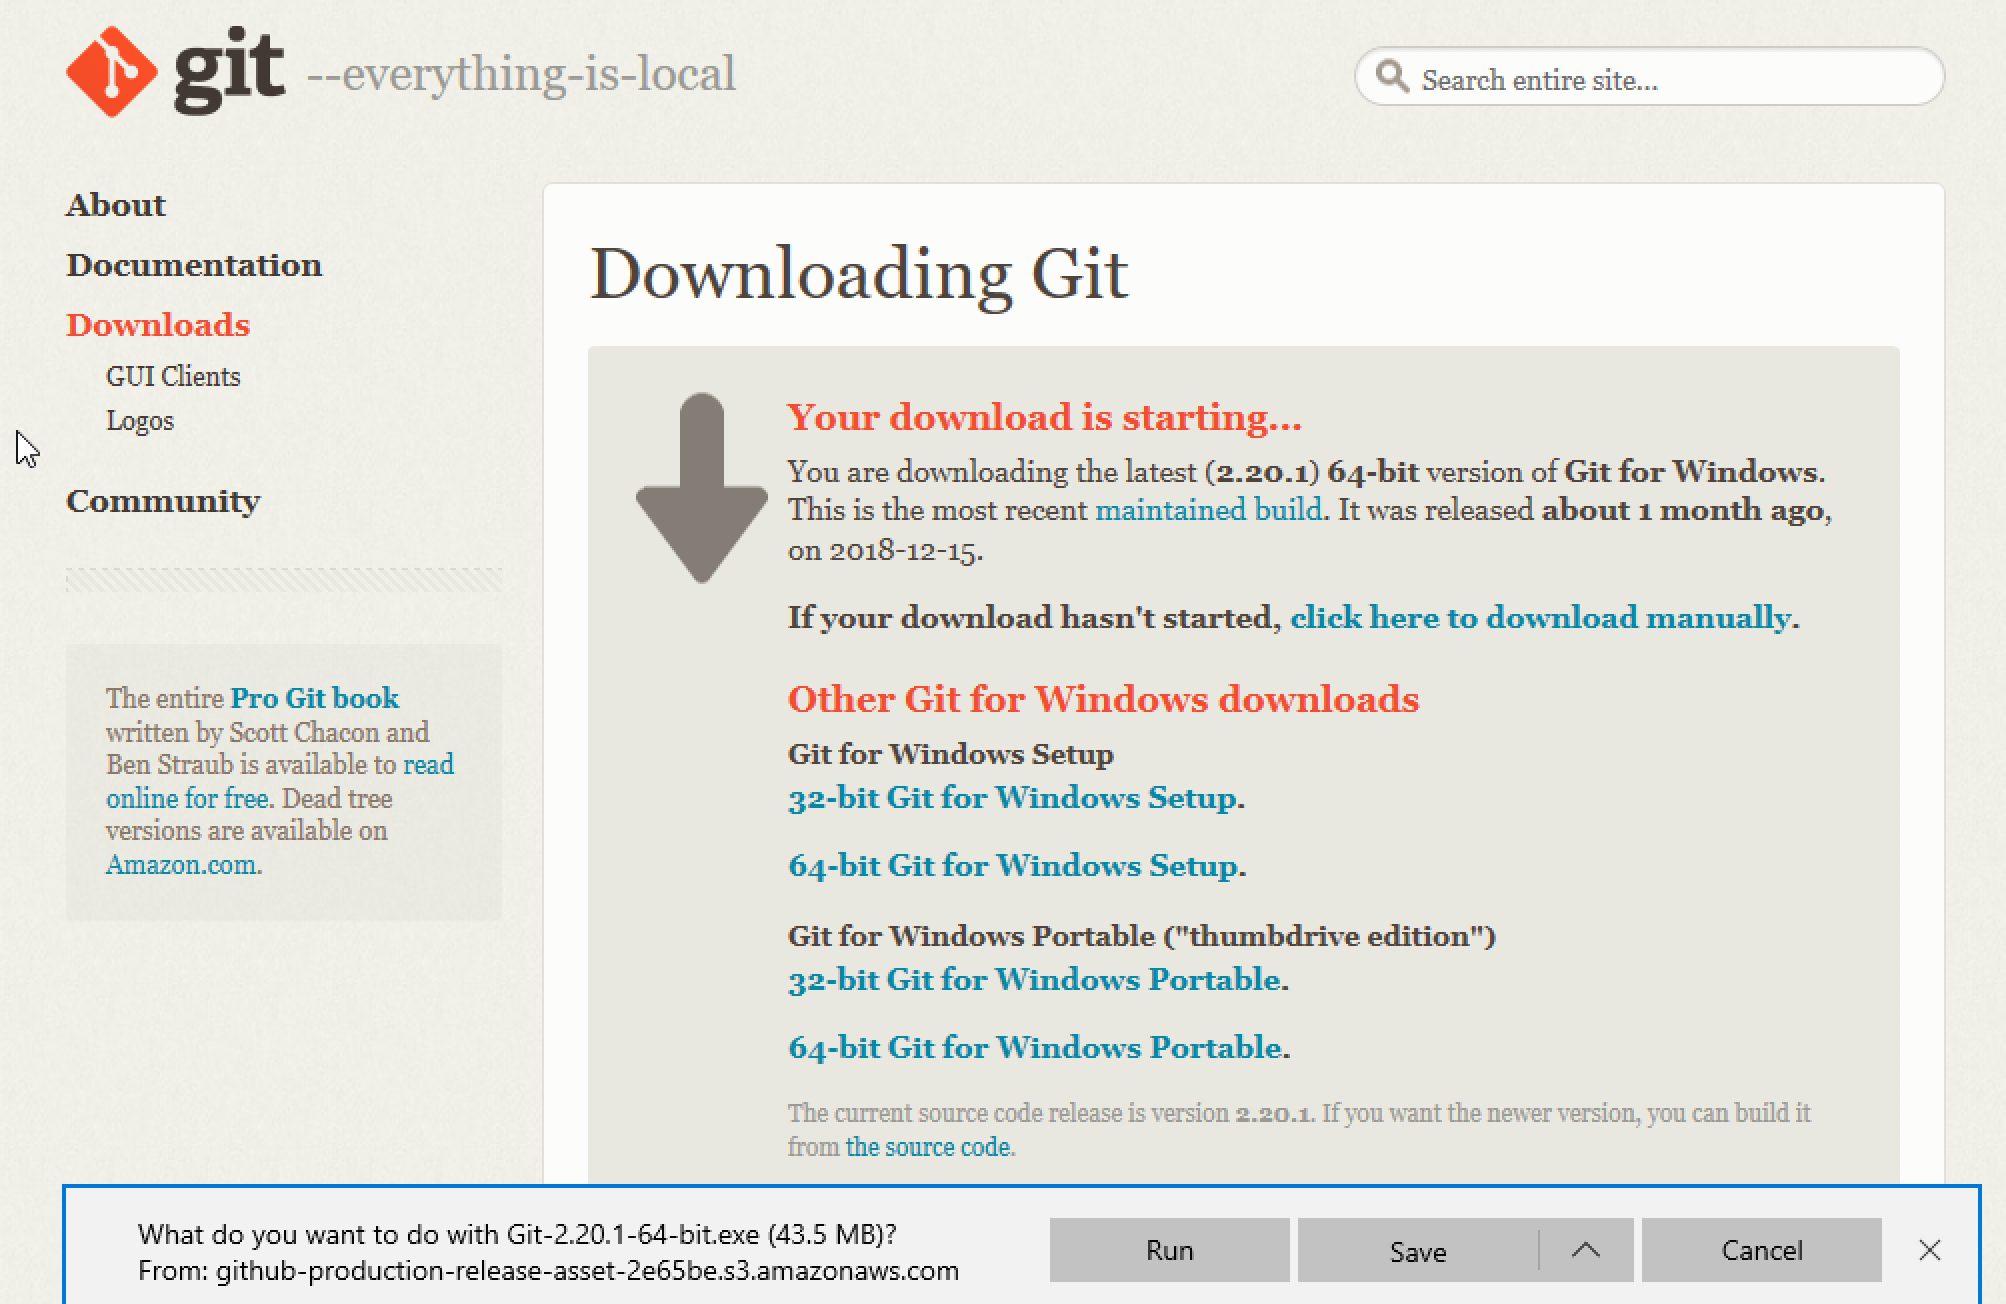 git --everything-is-local
Search entire site...
About
Documentation
Downloads
GUI Clients
Logos
Community
The entire Pro Git book
written by Scott Chacon and
Ben Straub is available to read
online for free. Dead tree
versions are available on
Amazon.com.
Downloading Git
Your download is starting...
You are downloading the latest (2.20.1) 64-bit version of Git for Windows.
This is the most recent maintained build. It was released about 1 month ago,
on 2018-12-15.
If your download hasn't started, click here to download manually.
Other Git for Windows downloads
Git for Windows Setup
32-bit Git for Windows Setup.
64-bit Git for Windows Setup.
Git for Windows Portable ("thumbdrive edition")
32-bit Git for Windows Portable.
64-bit Git for Windows Portable.
The current source code release is version 2.20.1. If you want the newer version, you can build it
from the source code.
What do you want to do with Git-2.20.1-64-bit.exe (43.5 MB)?
From: github-production-release-asset-2e65be.s3.amazonaws.com
Run
Save
Cancel